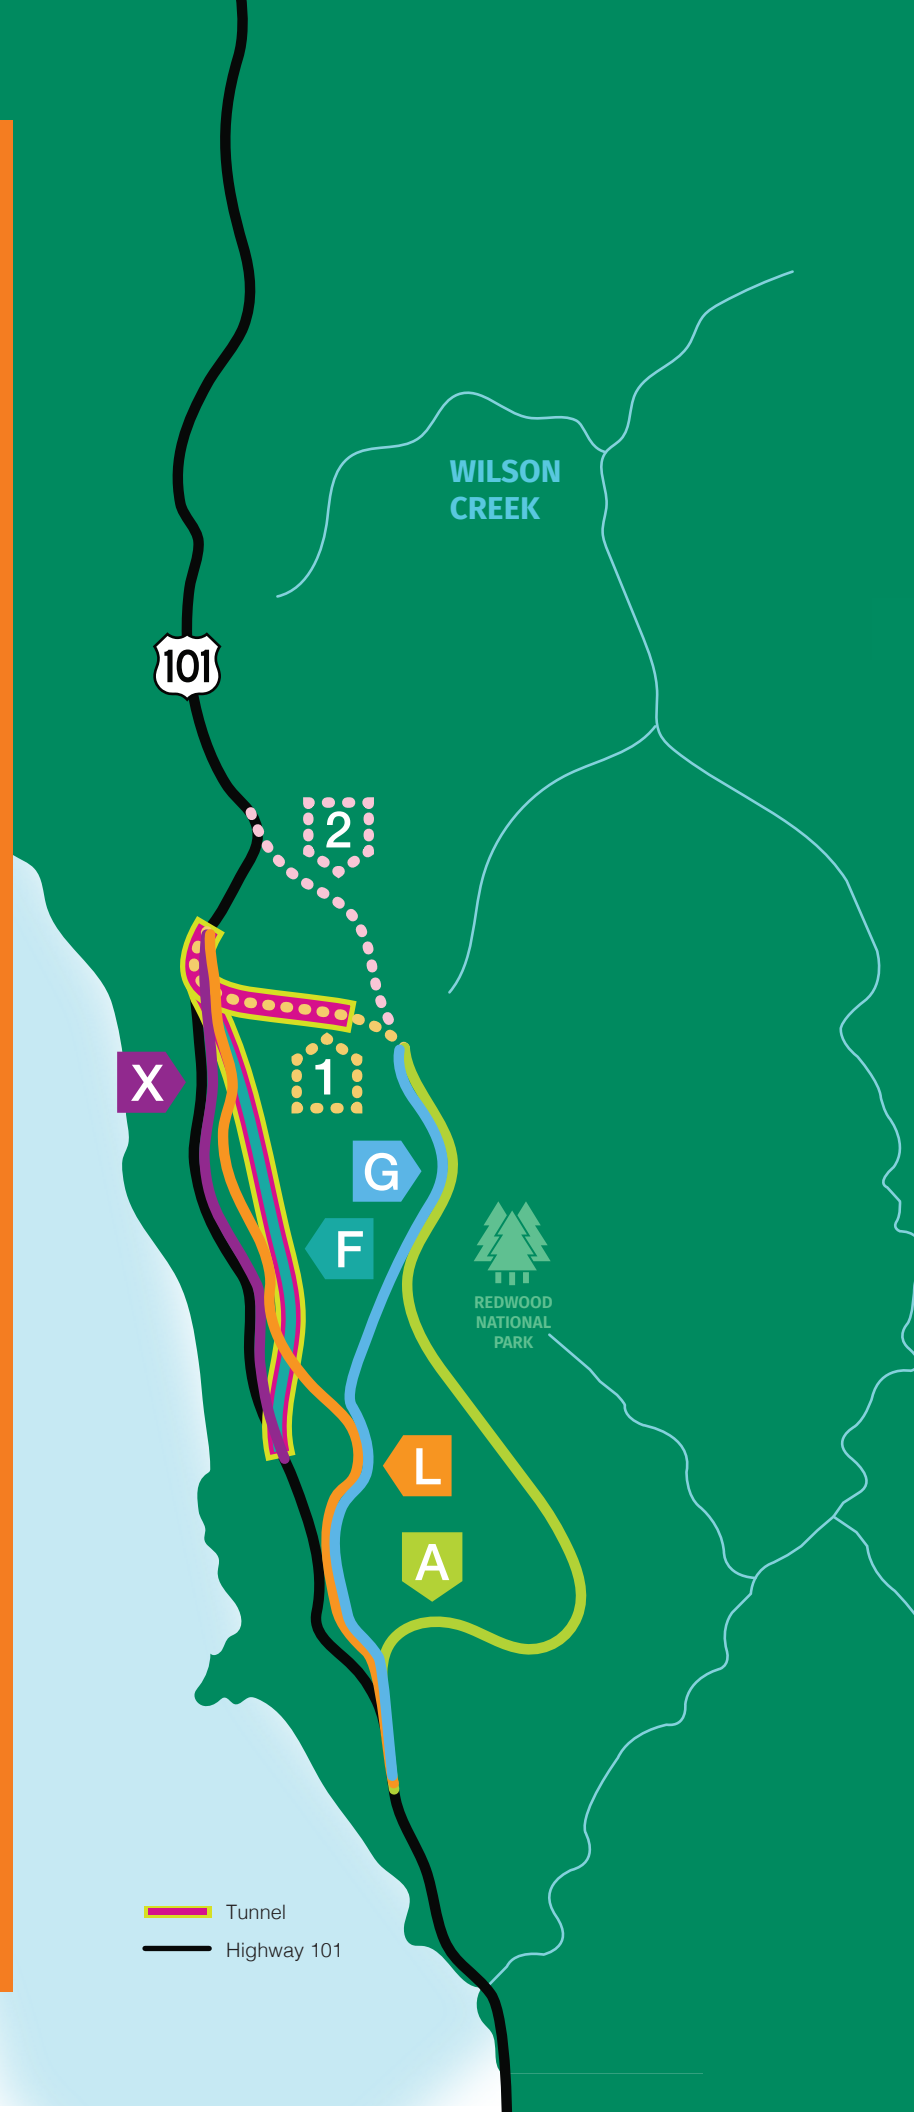 WILSON
CREEK
101
2
X
1
G
F
REDWOOD
NATIONAL
PARK
L
A
Tunnel
Highway 101